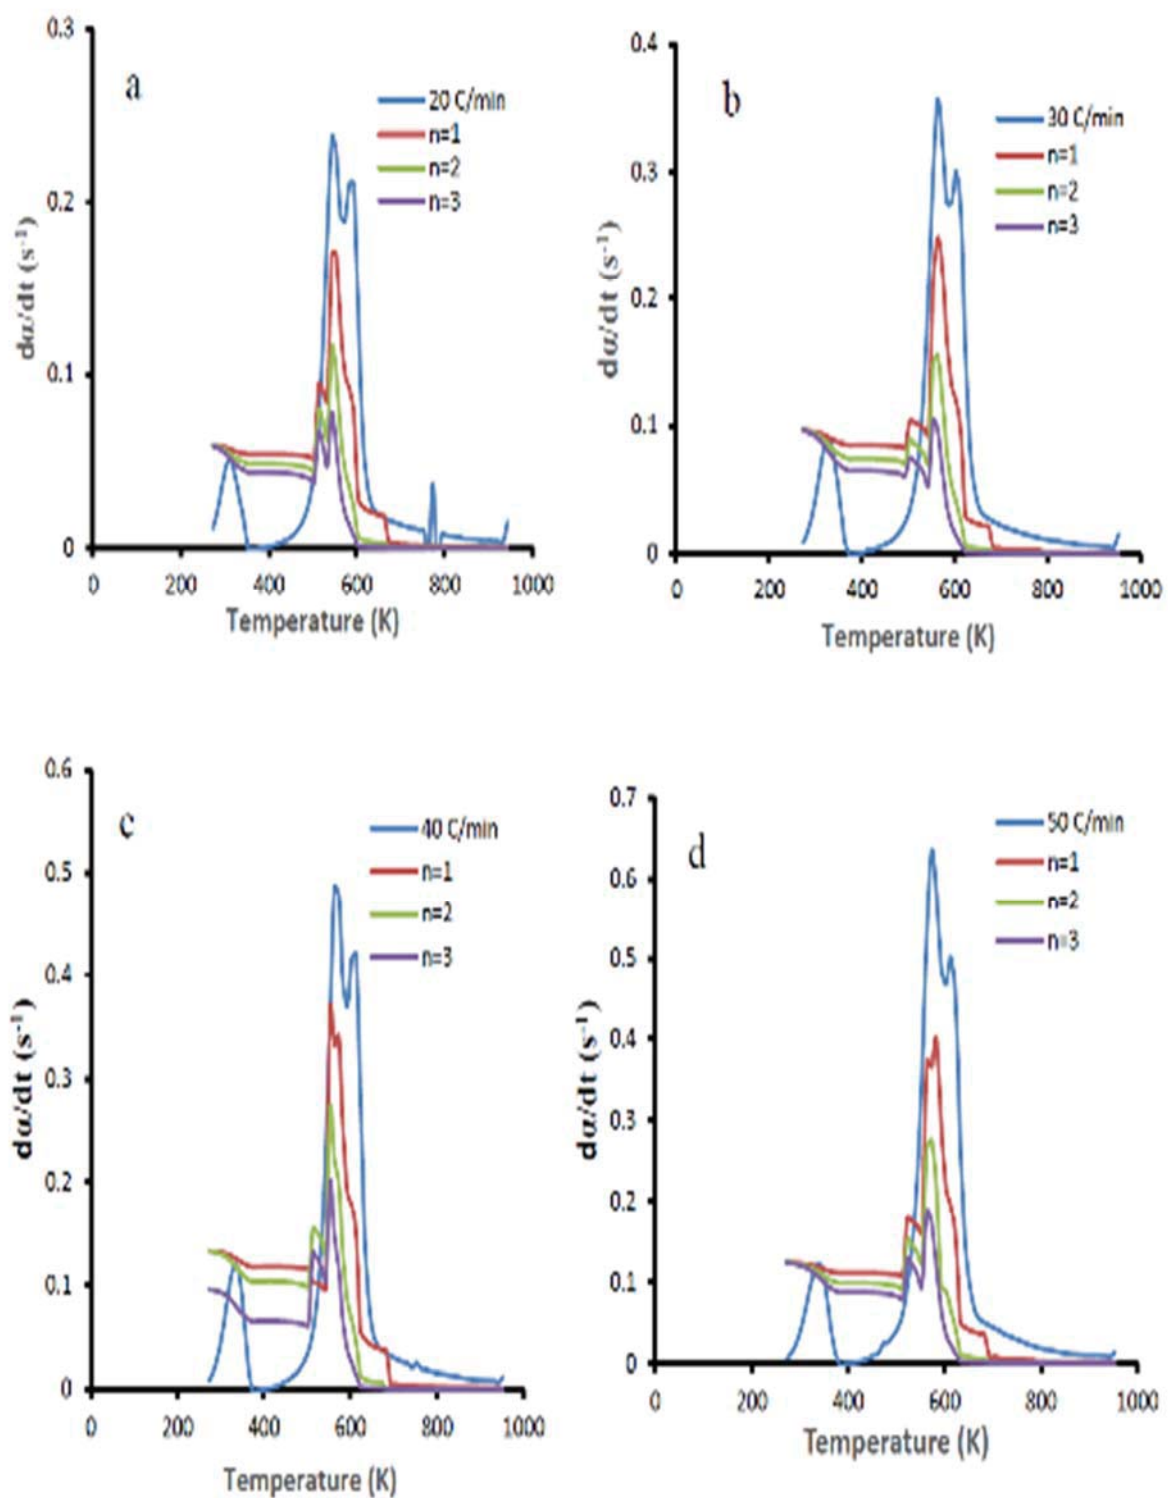 a
0.3
0.2
0.1
0
dα/dt (s⁻¹)
20 C/min
n=1
n=2
n=3
0 200 400 600 800 1000
Temperature (K)
b
0.4
0.3
0.2
0.1
0
dα/dt (s⁻¹)
30 C/min
n=1
n=2
n=3
0 200 400 600 800 1000
Temperature (K)
c
0.6
0.5
0.4
0.3
0.2
0.1
0
dα/dt (s⁻¹)
40 C/min
n=1
n=2
n=3
0 200 400 600 800 1000
Temperature (K)
d
0.7
0.6
0.5
0.4
0.3
0.2
0.1
0
dα/dt (s⁻¹)
50 C/min
n=1
n=2
n=3
0 200 400 600 800 1000
Temperature (K)